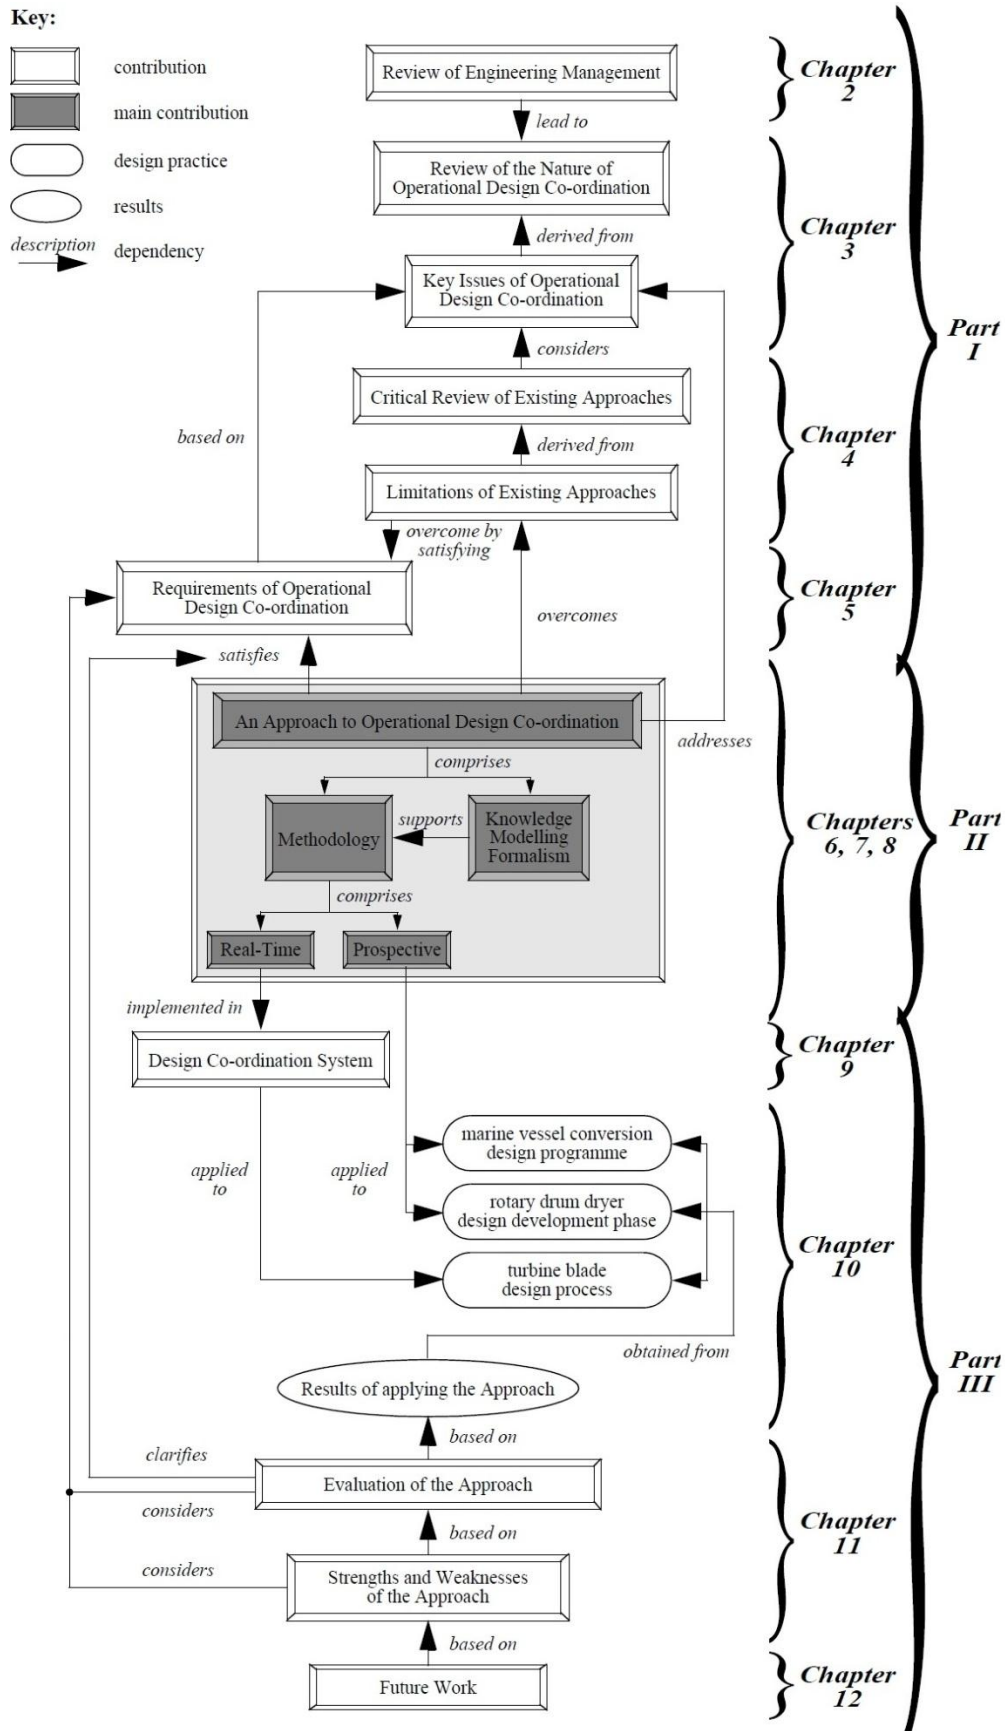 Key:
contribution
main contribution
design practice
results
description
dependency
Review of Engineering Management
lead to
Review of the Nature of
Operational Design Co-ordination
derived from
Key Issues of Operational
Design Co-ordination
considers
Critical Review of Existing Approaches
based on
derived from
Limitations of Existing Approaches
overcome by
satisfying
Requirements of Operational
Design Co-ordination
overcomes
satisfies
An Approach to Operational Design Co-ordination
addresses
comprises
Methodology
supports
Knowledge
Modelling
Formalism
comprises
Real-Time
Prospective
implemented in
Design Co-ordination System
applied
to
applied
to
marine vessel conversion
design programme
rotary drum dryer
design development phase
turbine blade
design process
obtained from
Results of applying the Approach
based on
clarifies
Evaluation of the Approach
considers
based on
considers
Strengths and Weaknesses
of the Approach
based on
Future Work
Chapter
2
Chapter
3
Chapter
4
Chapter
5
Chapters
6, 7, 8
Chapter
9
Chapter
10
Chapter
11
Chapter
12
Part
I
Part
II
Part
III